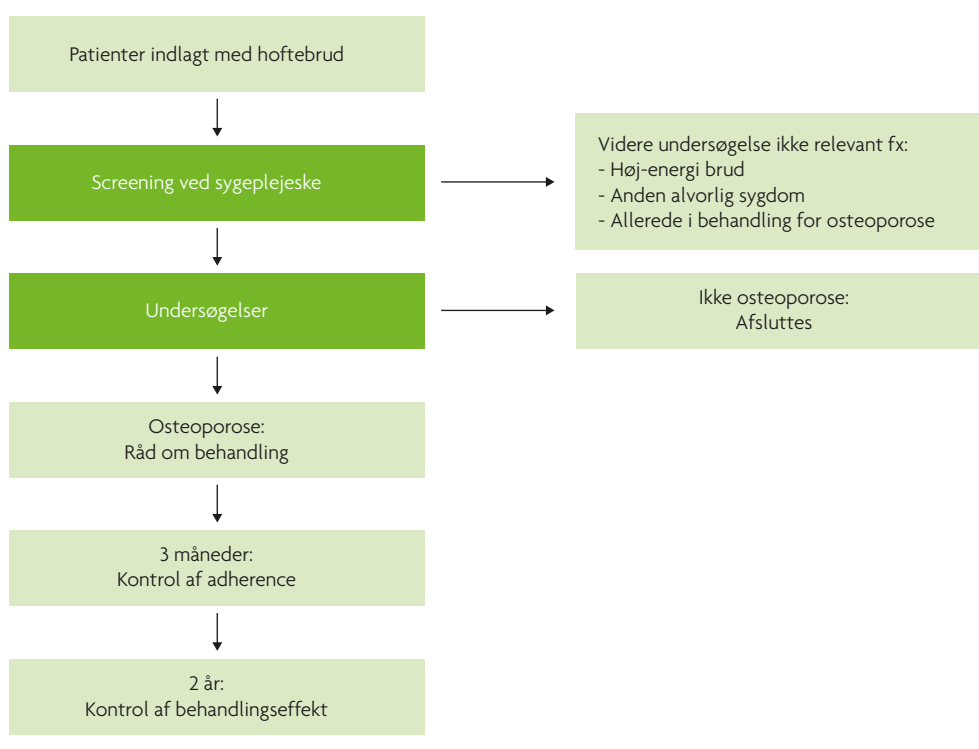 Patienter indlagt med hoftebrud
Screening ved sygeplejeske
Videre undersøgelse ikke relevant fx:
- Høj-energi brud
- Anden alvorlig sygdom
- Allerede i behandling for osteoporose
Undersøgelser
Ikke osteoporose:
Afsluttes
Osteoporose:
Råd om behandling
3 måneder:
Kontrol af adherence
2 år:
Kontrol af behandlingseffekt